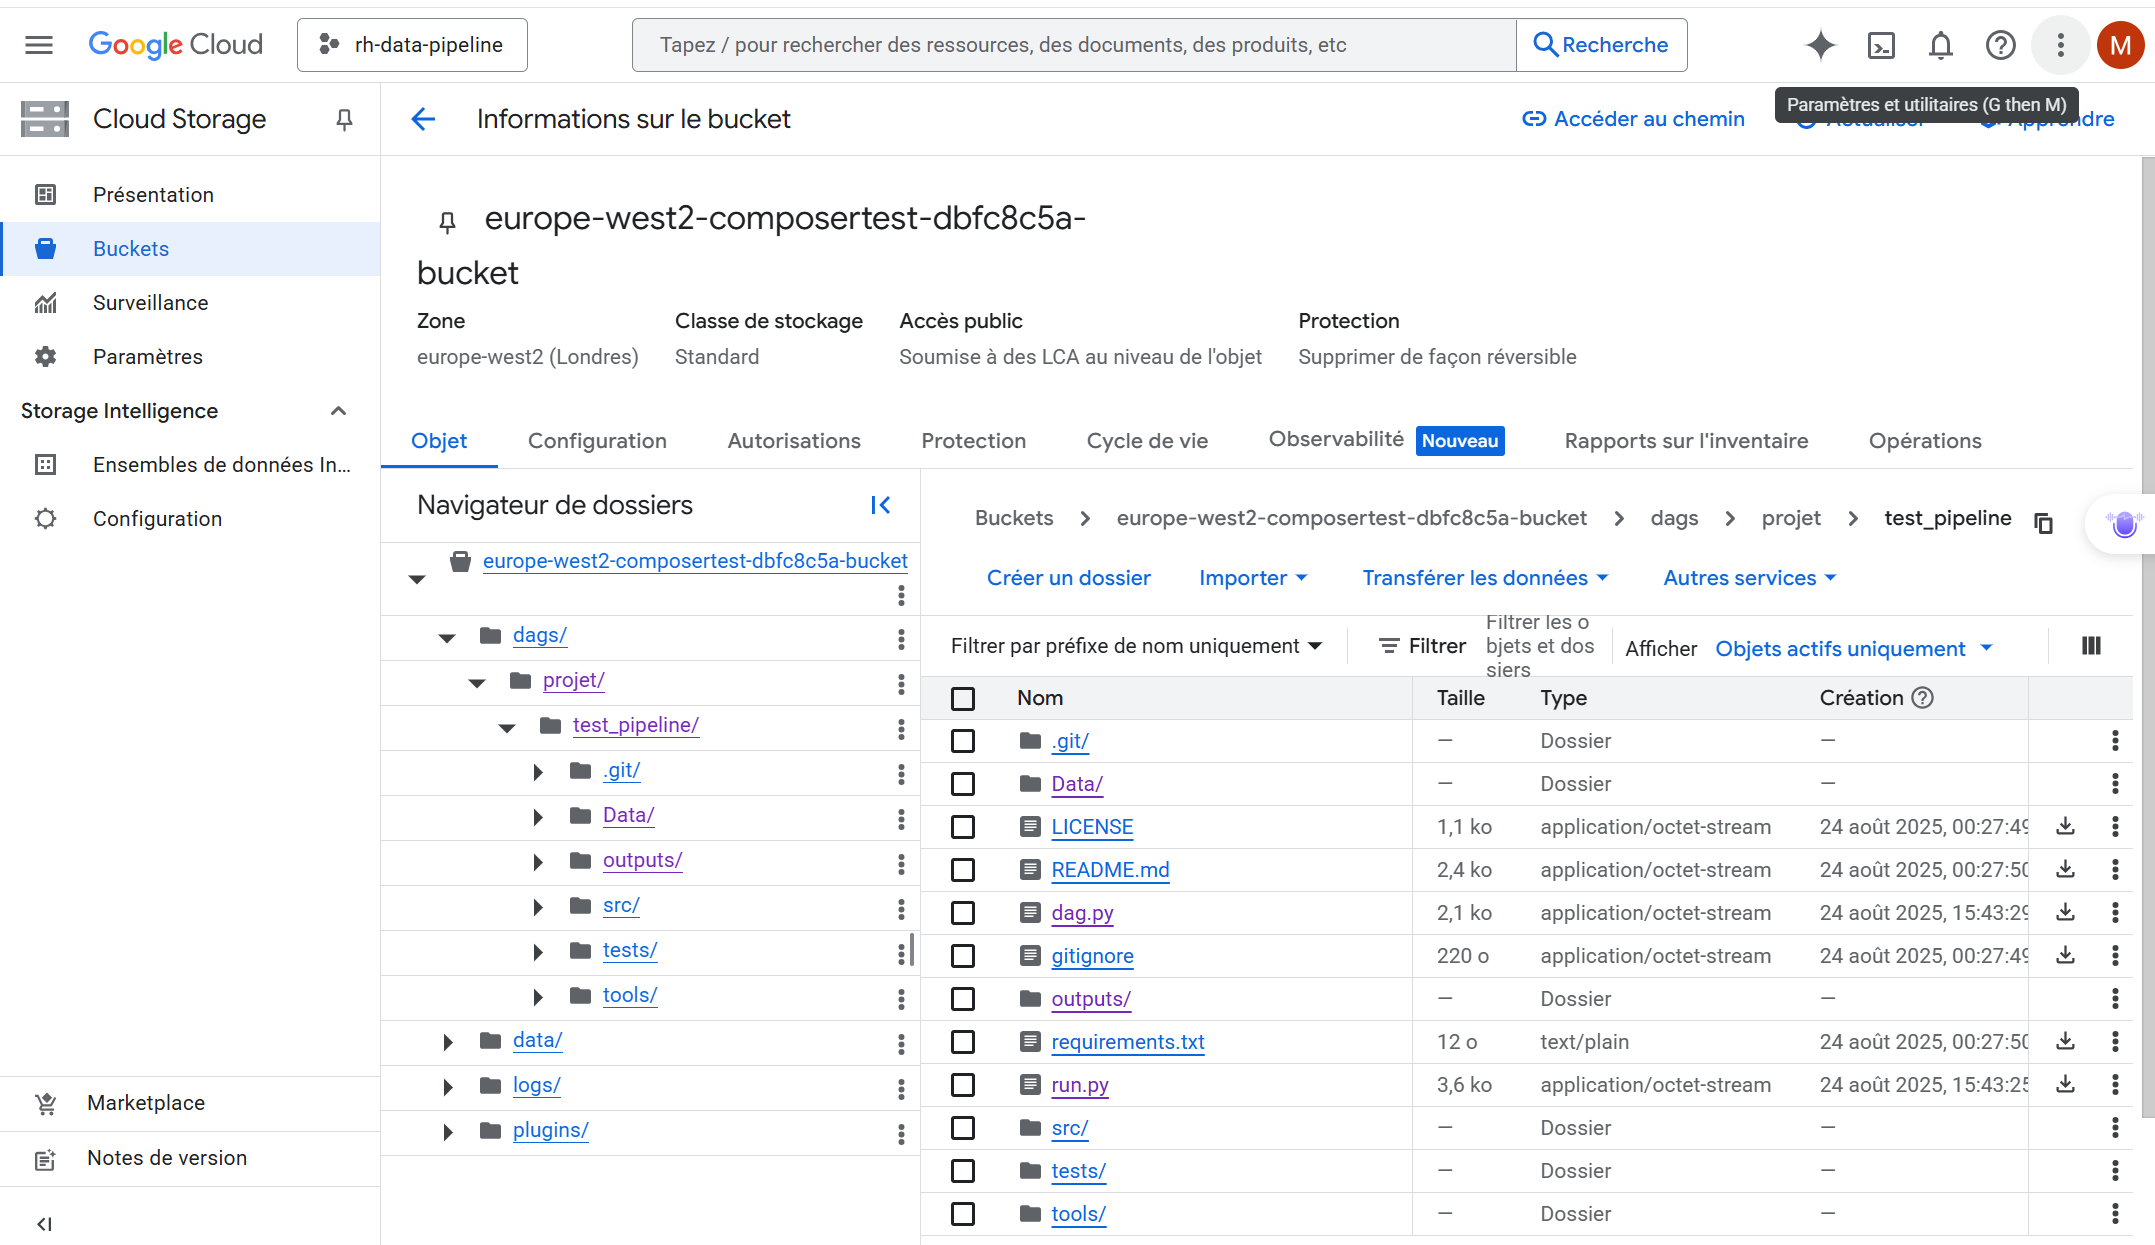 Google Cloud
rh-data-pipeline
Tapez / pour rechercher des ressources, des documents, des produits, etc
Recherche
M
Cloud Storage
Informations sur le bucket
Accéder au chemin
Paramètres et utilitaires (G then M)
Actualiser
Apprendre
Présentation
Buckets
Surveillance
Paramètres
Storage Intelligence
Ensembles de données In...
Configuration
Marketplace
Notes de version
europe-west2-composertest-dbfc8c5a-
bucket
Zone
Classe de stockage
Accès public
Protection
europe-west2 (Londres)
Standard
Soumise à des LCA au niveau de l'objet
Supprimer de façon réversible
Objet
Configuration
Autorisations
Protection
Cycle de vie
Observabilité Nouveau
Rapports sur l'inventaire
Opérations
Navigateur de dossiers
europe-west2-composertest-dbfc8c5a-bucket
dags/
projet/
test_pipeline/
.git/
Data/
outputs/
src/
tests/
tools/
data/
logs/
plugins/
Buckets
europe-west2-composertest-dbfc8c5a-bucket
dags
projet
test_pipeline
Créer un dossier
Importer
Transférer les données
Autres services
Filtrer par préfixe de nom uniquement
Filtrer
Filtrer les o
bjets et dos
siers
Afficher
Objets actifs uniquement
Nom Taille Type Création
.git/ — Dossier —
Data/ — Dossier —
LICENSE 1,1 ko application/octet-stream 24 août 2025, 00:27:49
README.md 2,4 ko application/octet-stream 24 août 2025, 00:27:50
dag.py 2,1 ko application/octet-stream 24 août 2025, 15:43:29
gitignore 220 o application/octet-stream 24 août 2025, 00:27:49
outputs/ — Dossier —
requirements.txt 12 o text/plain 24 août 2025, 00:27:50
run.py 3,6 ko application/octet-stream 24 août 2025, 15:43:25
src/ — Dossier —
tests/ — Dossier —
tools/ — Dossier —